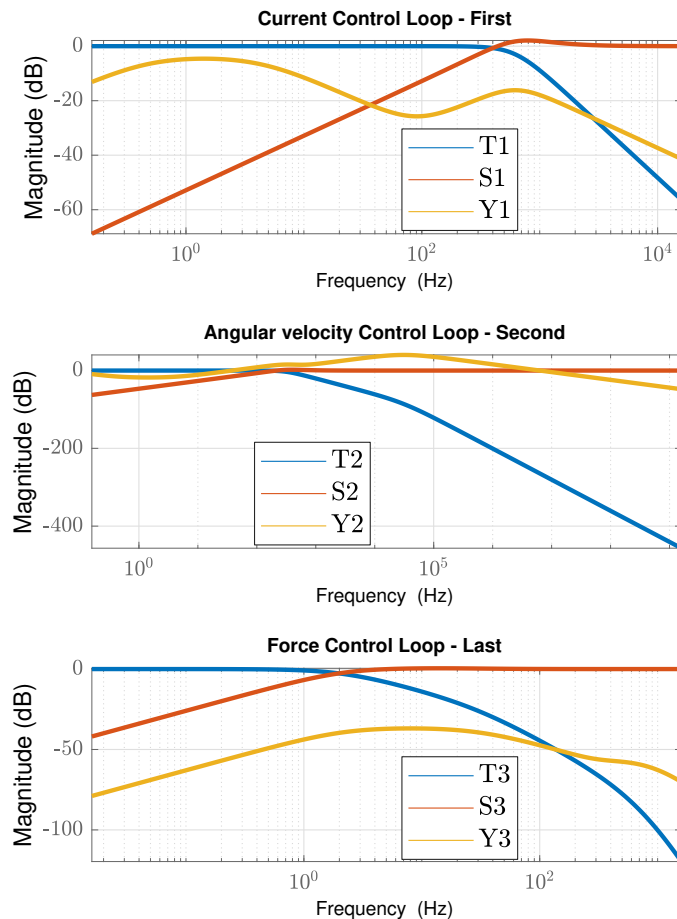 Current Control Loop - First
Magnitude (dB)
0
-20
-40
-60
T1
S1
Y1
10^0
10^2
10^4
Frequency (Hz)
Angular velocity Control Loop - Second
Magnitude (dB)
0
-200
-400
T2
S2
Y2
10^0
10^5
Frequency (Hz)
Force Control Loop - Last
Magnitude (dB)
0
-50
-100
T3
S3
Y3
10^0
10^2
Frequency (Hz)